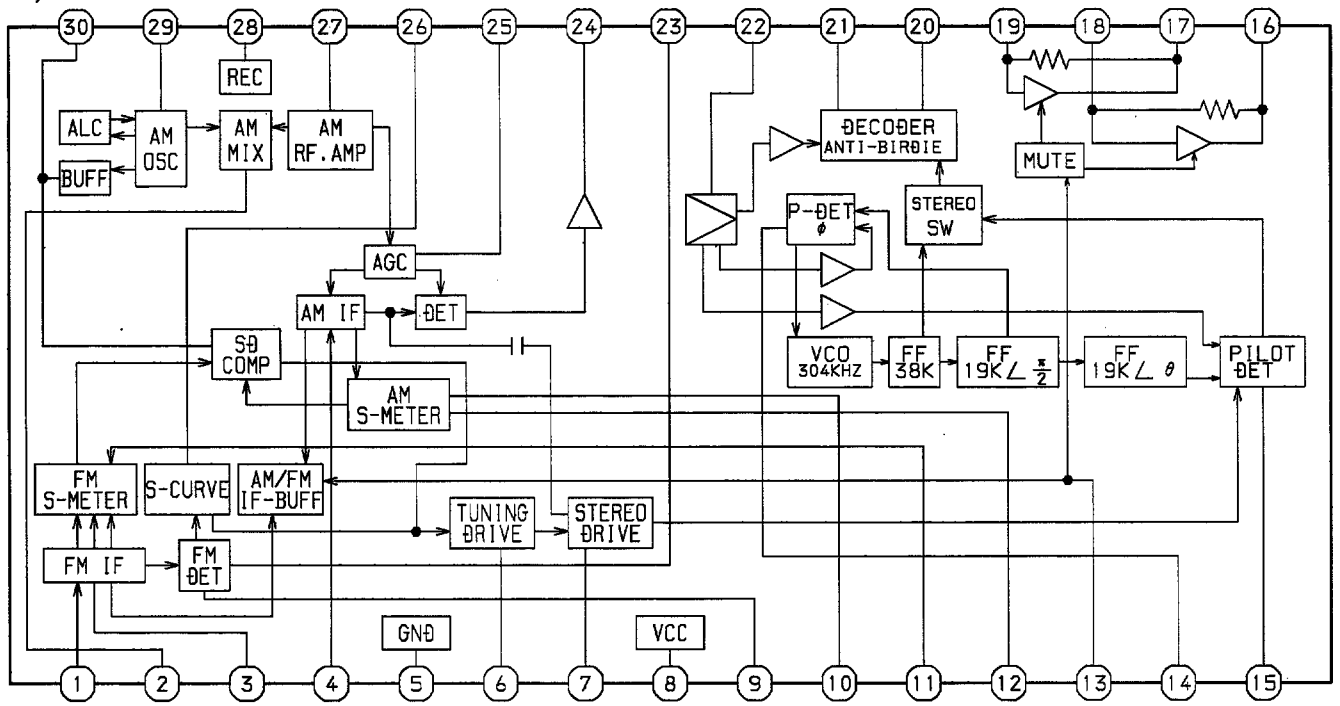 30 29 28 27 26 25 24 23 22 21 20 19 18 17 16
REC
ALC
AM
OSC
AM
MIX
AM
RF.AMP
BUFF
DECODER
ANTI-BIRDIE
MUTE
P-DET
φ
STEREO
SW
AGC
AM IF
DET
SD
COMP
VCO
304KHZ
FF
38K
FF
19K∠ π/2
FF
19K∠ θ
PILOT
DET
AM
S-METER
FM
S-METER
S-CURVE
AM/FM
IF-BUFF
TUNING
DRIVE
STEREO
DRIVE
FM IF
FM
DET
GND
VCC
1 2 3 4 5 6 7 8 9 10 11 12 13 14 15